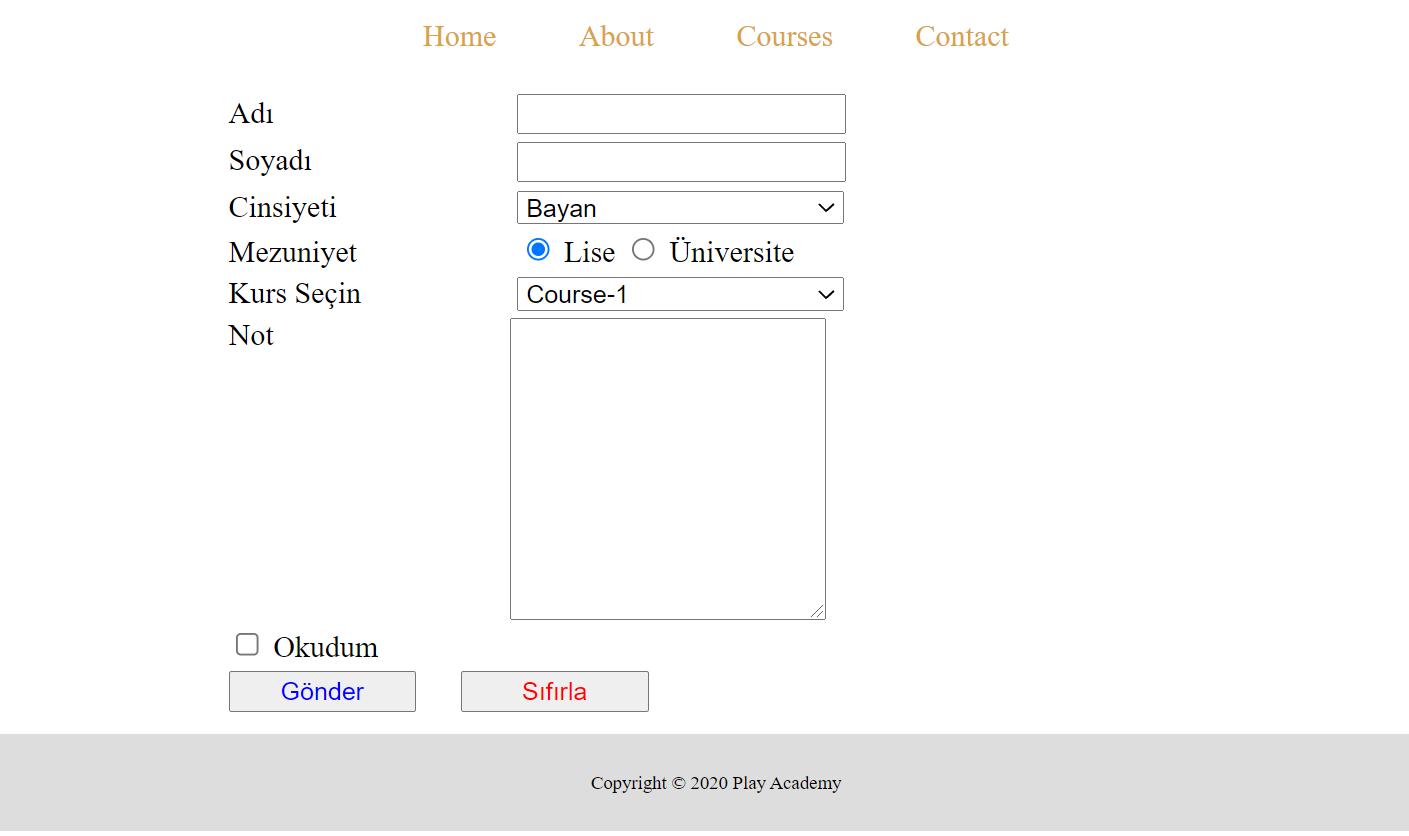 Home About Courses Contact
Adı
Soyadı
Cinsiyeti Bayan
Mezuniyet Lise Üniversite
Kurs Seçin Course-1
Not
Okudum
Gönder Sıfırla
Copyright © 2020 Play Academy